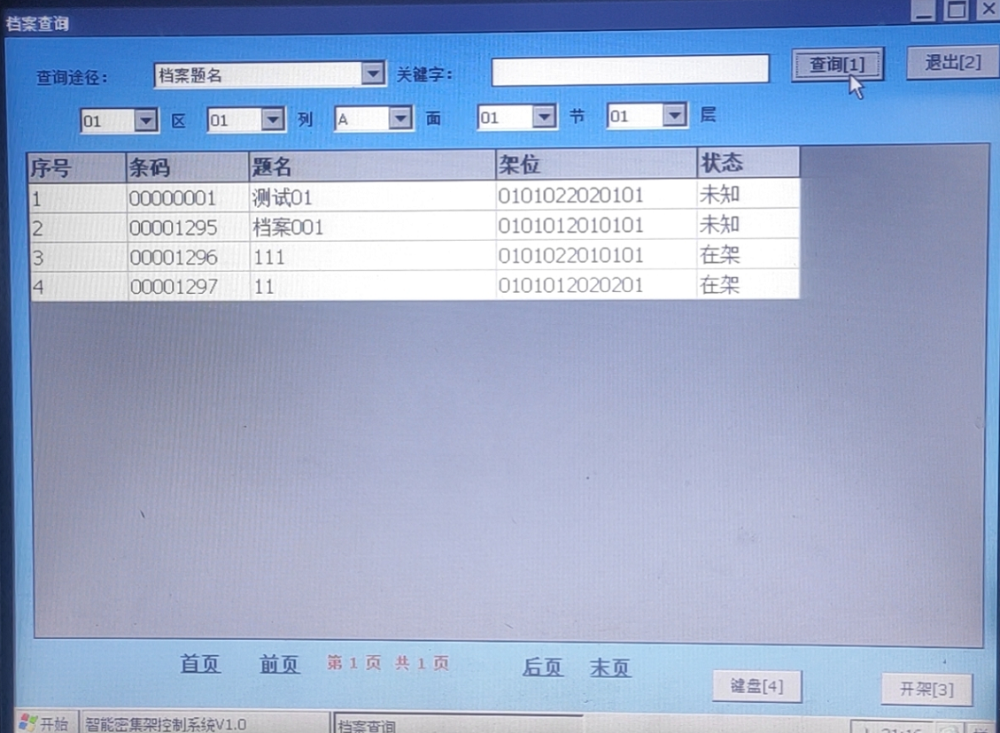 档案查询
查询途径： 档案题名 关键字： 查询[1] 退出[2]
01 区 01 列 A 面 01 节 01 层
序号 条码 题名 架位 状态
1 00000001 测试01 0101022020101 未知
2 00001295 档案001 0101012010101 未知
3 00001296 111 0101022010101 在架
4 00001297 11 0101012020201 在架
首页 前页 第 1 页 共 1 页 后页 末页
键盘[4] 开架[3]
开始 智能密集架控制系统V1.0 档案查询